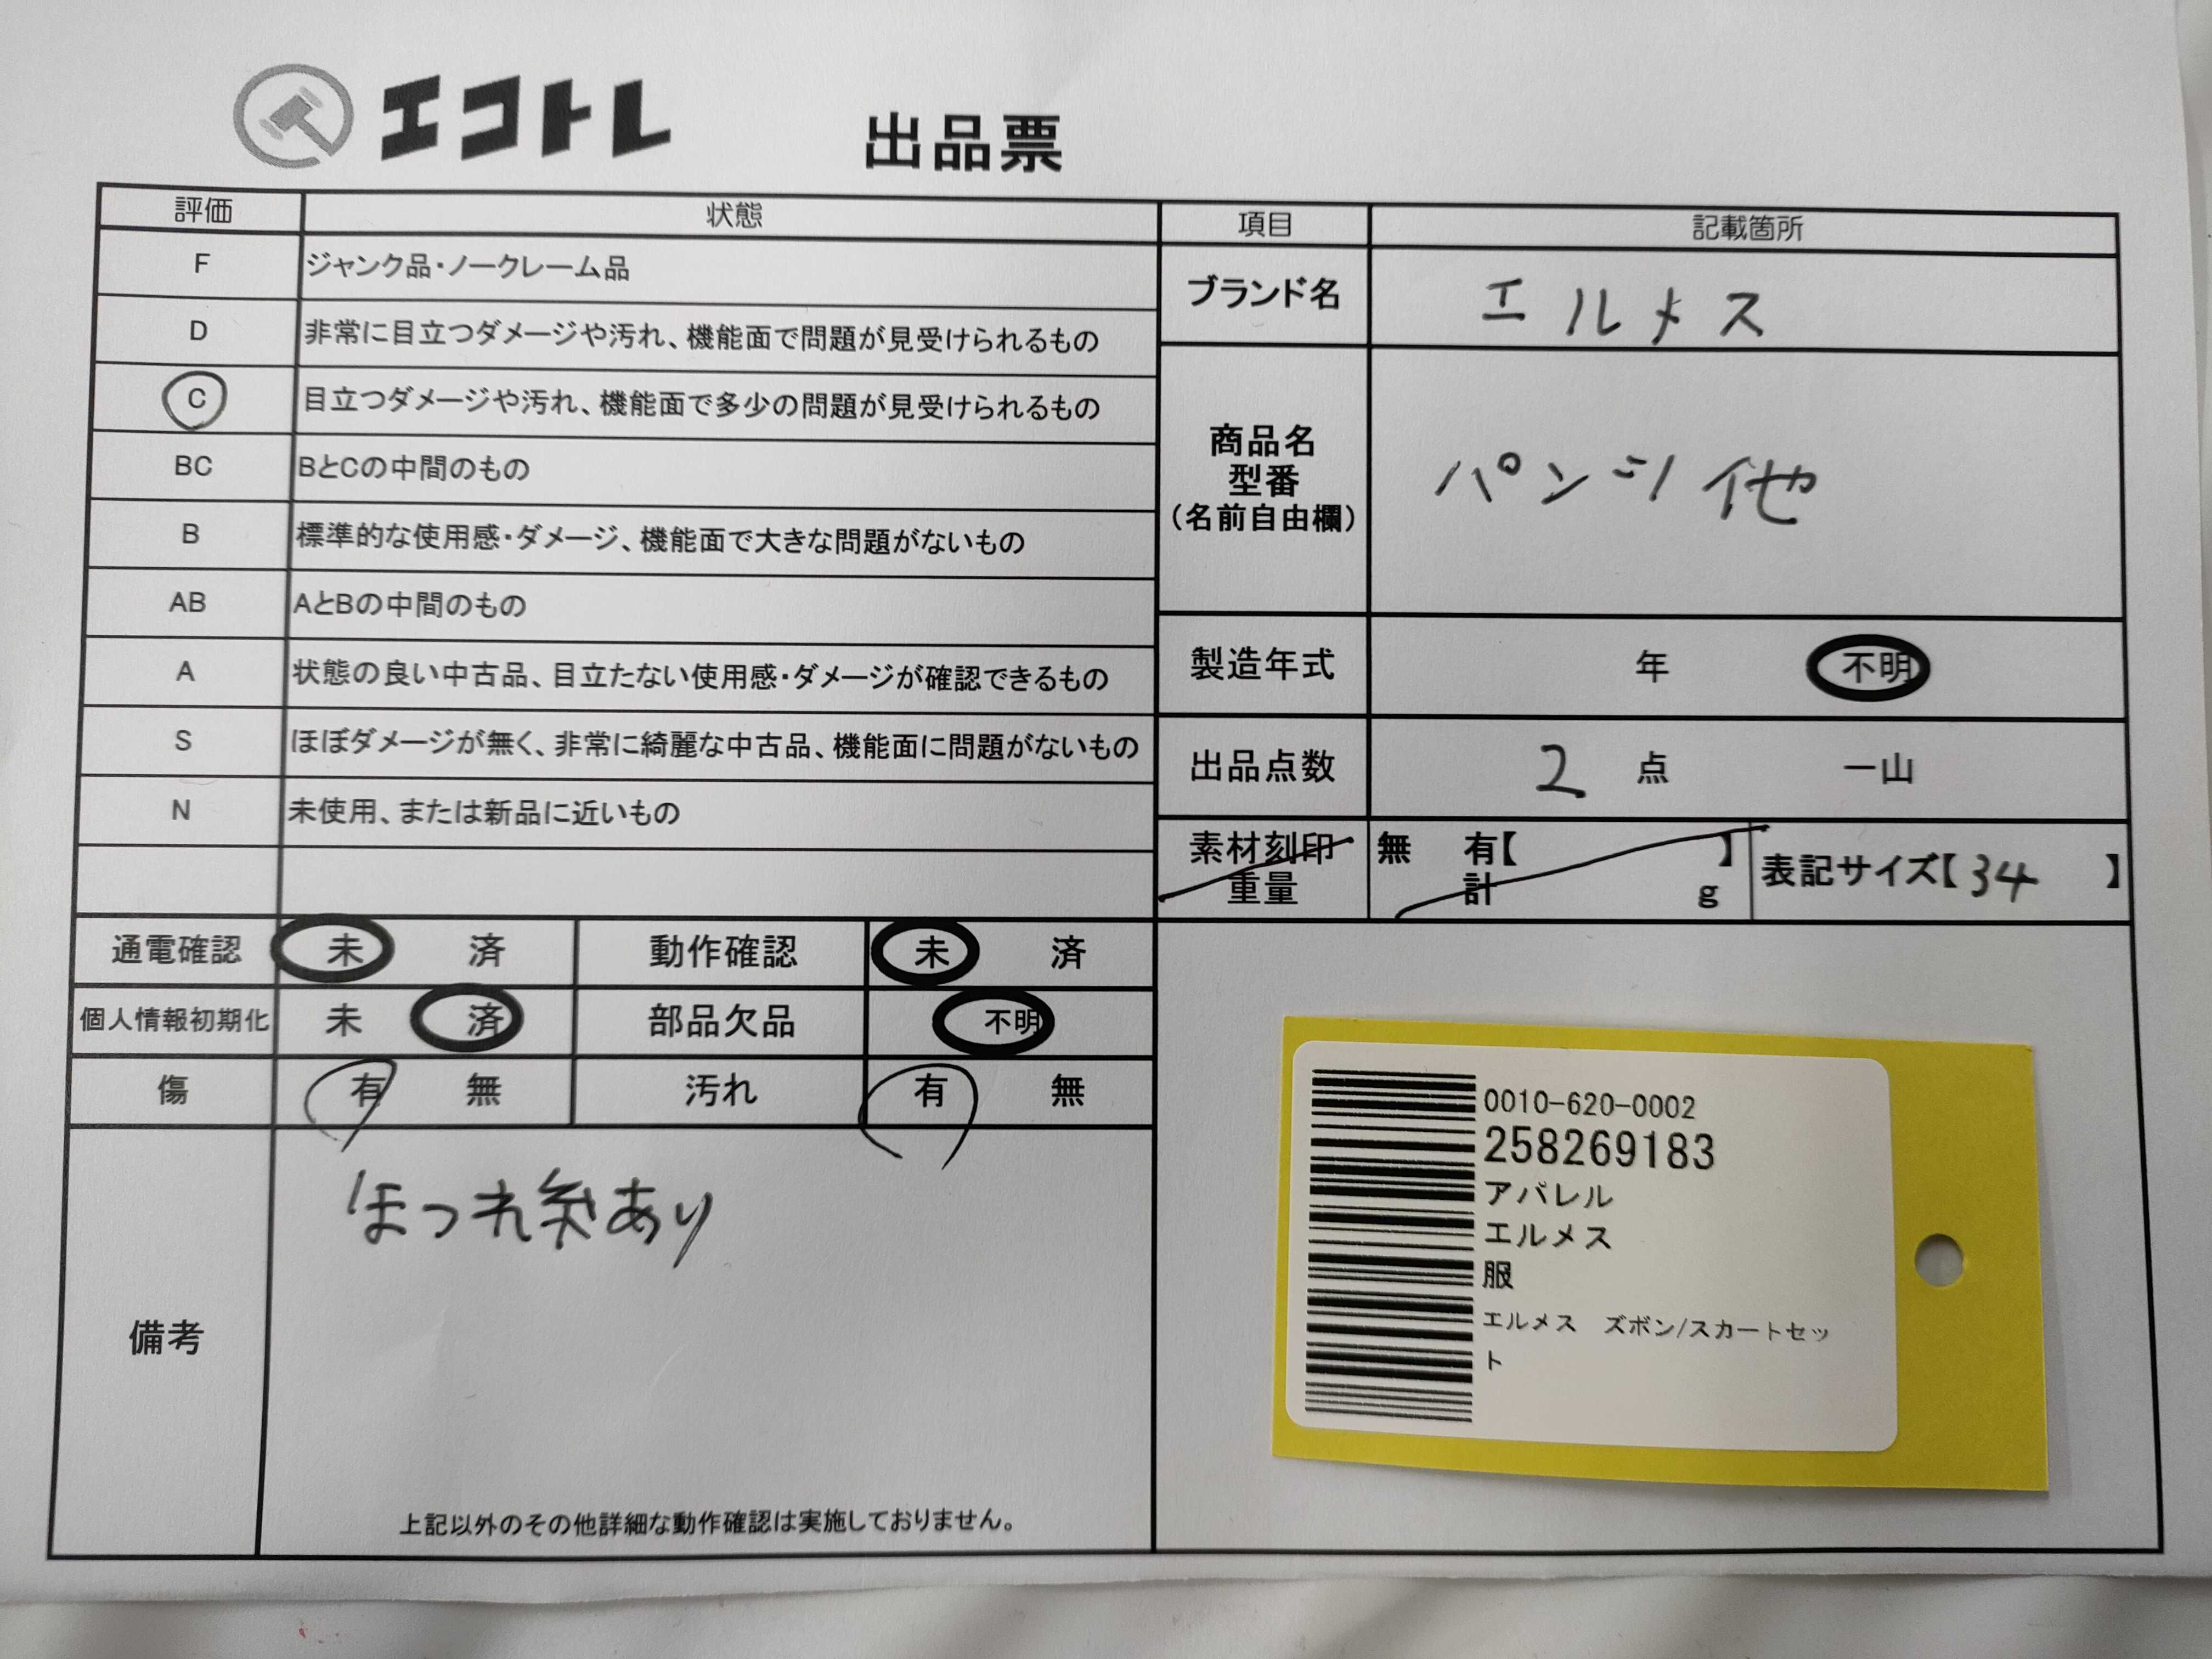 エコトレ 出品票
評価 状態
F ジャンク品・ノークレーム品
D 非常に目立つダメージや汚れ、機能面で問題が見受けられるもの
C 目立つダメージや汚れ、機能面で多少の問題が見受けられるもの
BC BとCの中間のもの
B 標準的な使用感・ダメージ、機能面で大きな問題がないもの
AB AとBの中間のもの
A 状態の良い中古品、目立たない使用感・ダメージが確認できるもの
S ほぼダメージが無く、非常に綺麗な中古品、機能面に問題がないもの
N 未使用、または新品に近いもの
項目 記載箇所
ブランド名 エルメス
商品名
型番
（名前自由欄）
パンツ他
製造年式 年 不明
出品点数 2 点 一山
素材刻印 無 有【 】
重量 計 g
表記サイズ【34 】
通電確認 未 済 動作確認 未 済
個人情報初期化 未 済 部品欠品 不明
傷 有 無 汚れ 有 無
備考
ほつれ糸あり
上記以外のその他詳細な動作確認は実施しておりません。
0010-620-0002
258269183
アパレル
エルメス
服
エルメス ズボン/スカートセッ
ト